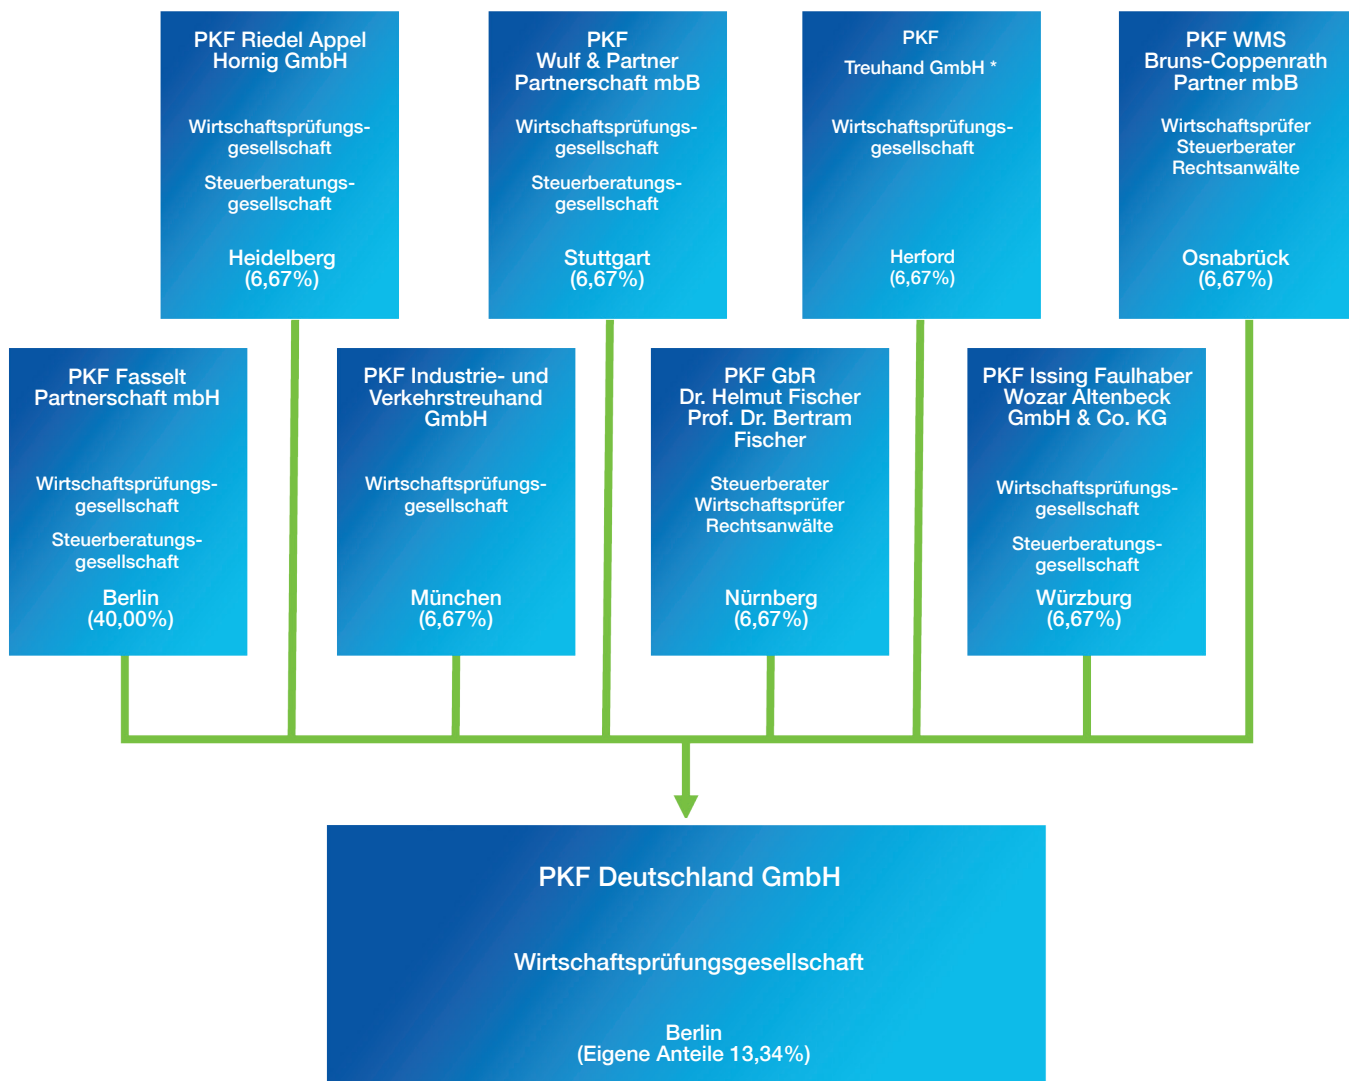 PKF Riedel Appel
Hornig GmbH
Wirtschaftsprüfungs-
gesellschaft
Steuerberatungs-
gesellschaft
Heidelberg
(6,67%)
PKF
Wulf & Partner
Partnerschaft mbB
Wirtschaftsprüfungs-
gesellschaft
Steuerberatungs-
gesellschaft
Stuttgart
(6,67%)
PKF
Treuhand GmbH *
Wirtschaftsprüfungs-
gesellschaft
Herford
(6,67%)
PKF WMS
Bruns-Coppenrath
Partner mbB
Wirtschaftsprüfer
Steuerberater
Rechtsanwälte
Osnabrück
(6,67%)
PKF Fasselt
Partnerschaft mbH
Wirtschaftsprüfungs-
gesellschaft
Steuerberatungs-
gesellschaft
Berlin
(40,00%)
PKF Industrie- und
Verkehrstreuhand
GmbH
Wirtschaftsprüfungs-
gesellschaft
München
(6,67%)
PKF GbR
Dr. Helmut Fischer
Prof. Dr. Bertram
Fischer
Steuerberater
Wirtschaftsprüfer
Rechtsanwälte
Nürnberg
(6,67%)
PKF Issing Faulhaber
Wozar Altenbeck
GmbH & Co. KG
Wirtschaftsprüfungs-
gesellschaft
Steuerberatungs-
gesellschaft
Würzburg
(6,67%)
PKF Deutschland GmbH
Wirtschaftsprüfungsgesellschaft
Berlin
(Eigene Anteile 13,34%)